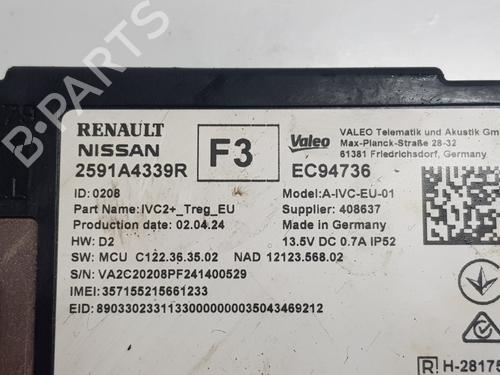 RENAULT
NISSAN
2591A4339R
F3
Valeo
VALEO Telematik und Akustik Gm
Max-Planck-Straße 28-32
61381 Friedrichsdorf, Germany
EC94736
ID: 0208
Part Name: IVC2+_Treg_EU
Production date: 02.04.24
HW: D2
Model:A-IVC-EU-01
Supplier: 408637
Made in Germany
13.5V DC 0.7A IP52
SW: MCU C122.36.35.02 NAD 12123.568.02
S/N: VA2C20208PF241400529
IMEI: 357155215661233
EID: 89033023311330000000035043469212
R H-28175
B-PARTS